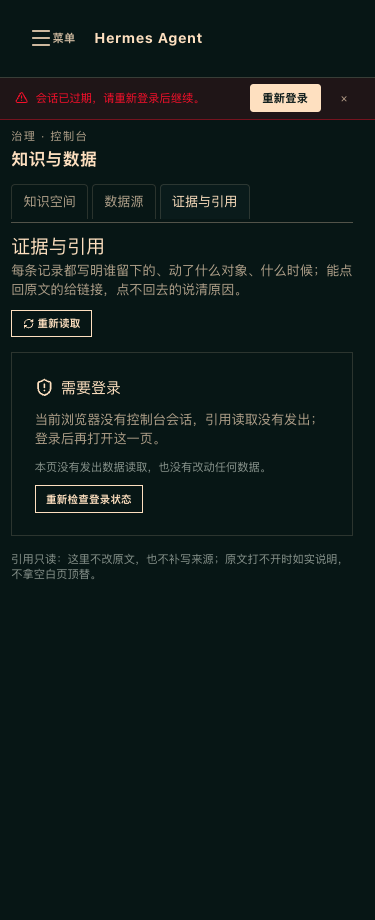 菜单
Hermes Agent
会话已过期，请重新登录后继续。
重新登录
×
治理 · 控制台
知识与数据
知识空间
数据源
证据与引用
证据与引用
每条记录都写明谁留下的、动了什么对象、什么时候；能点
回原文的给链接，点不回去的说清原因。
重新读取
需要登录
当前浏览器没有控制台会话，引用读取没有发出；
登录后再打开这一页。
本页没有发出数据读取，也没有改动任何数据。
重新检查登录状态
引用只读：这里不改原文，也不补写来源；原文打不开时如实说明，
不拿空白页顶替。